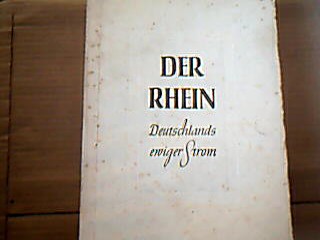 DER
RHEIN
Deutschlands
ewiger Strom